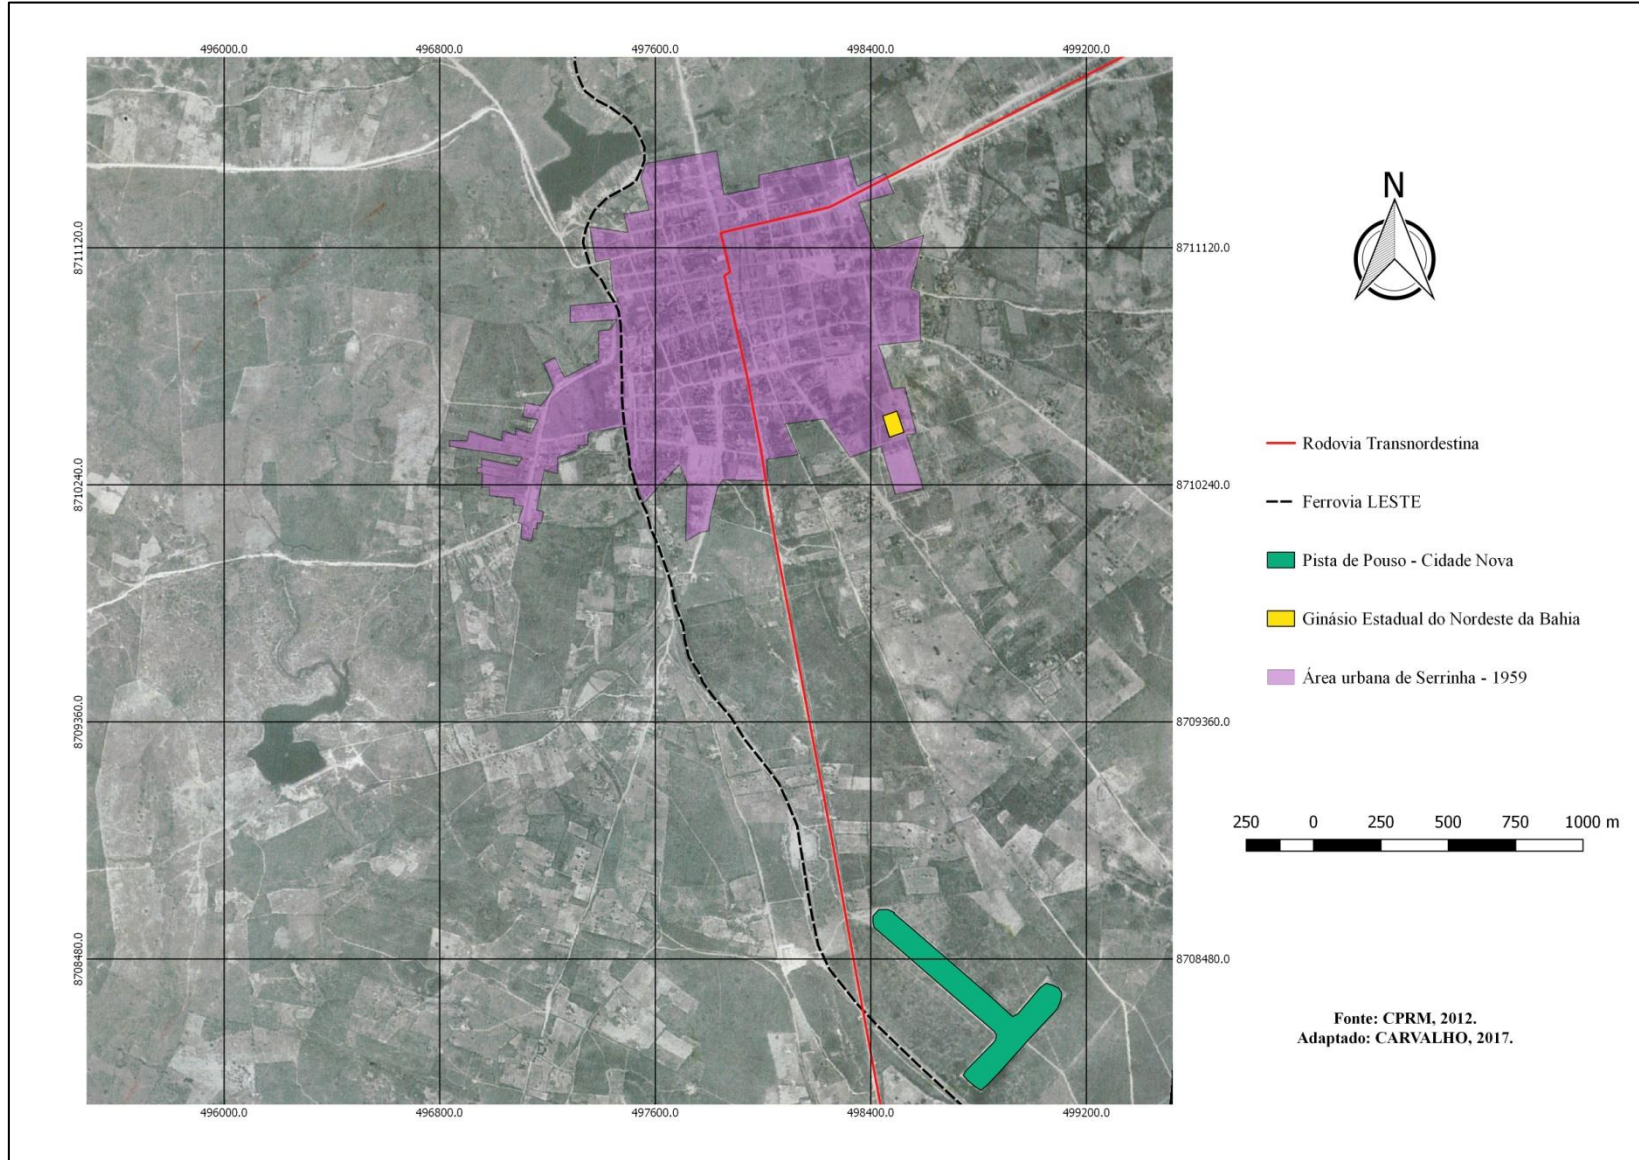 496000.0 496800.0 497600.0 498400.0 499200.0
N
8711120.0 8711120.0
Rodovia Transnordestina
8710240.0 8710240.0
Ferrovia LESTE
Pista de Pouso - Cidade Nova
Ginásio Estadual do Nordeste da Bahia
Área urbana de Serrinha - 1959
8709360.0 8709360.0
250 0 250 500 750 1000 m
8708480.0 8708480.0
Fonte: CPRM, 2012.
Adaptado: CARVALHO, 2017.
496000.0 496800.0 497600.0 498400.0 499200.0